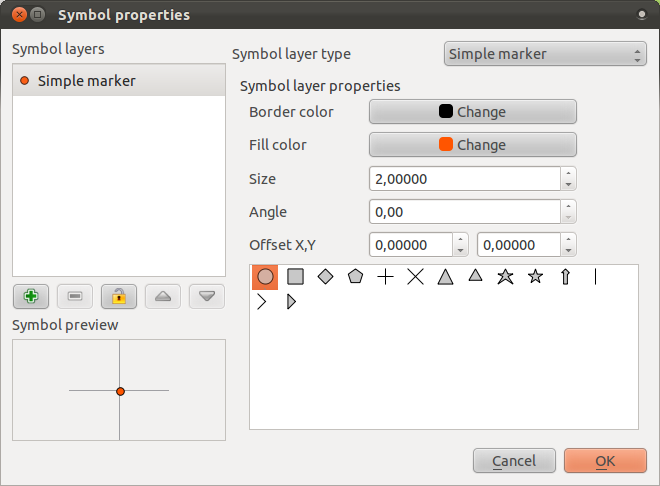 Symbol properties
Symbol layers
Simple marker
Symbol layer type
Simple marker
Symbol layer properties
Border color
Change
Fill color
Change
Size
2,00000
Angle
0,00
Offset X,Y
0,00000
0,00000
Symbol preview
Cancel
OK